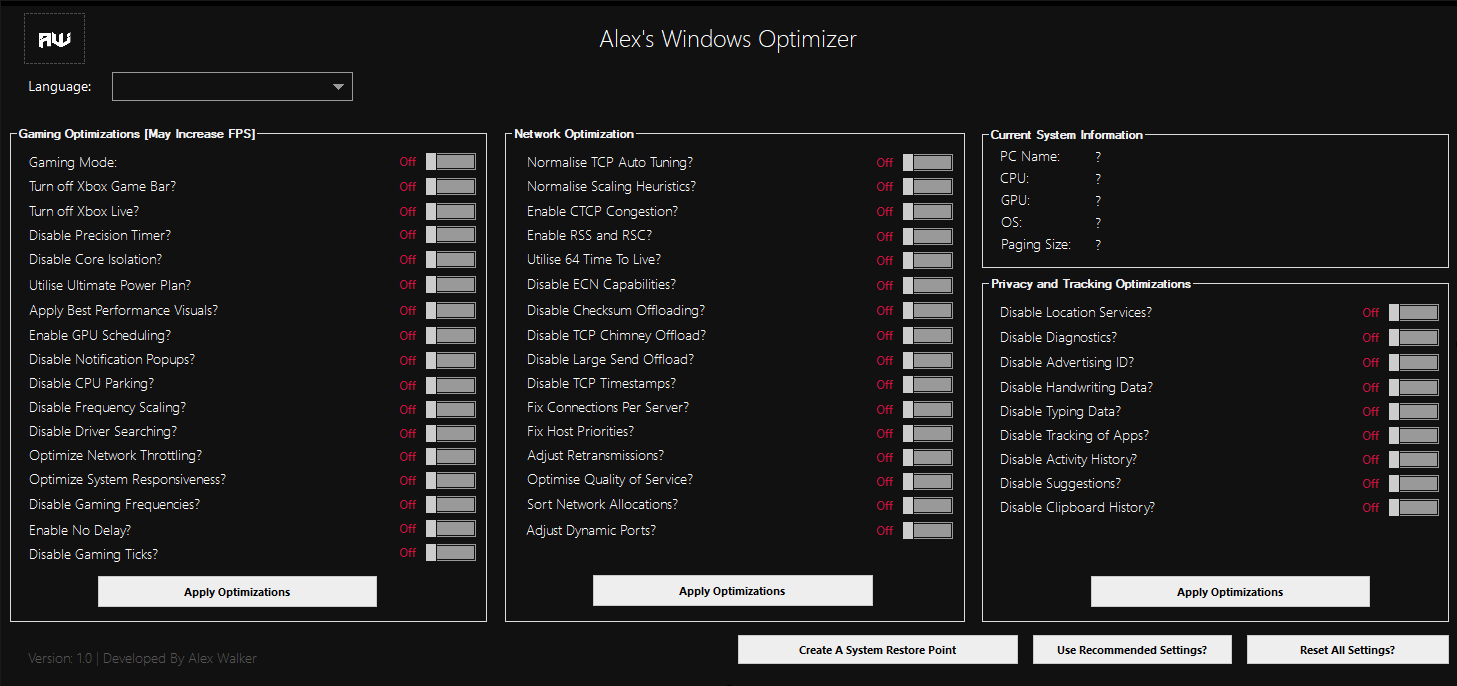 AW
Alex's Windows Optimizer
Language:
Gaming Optimizations [May Increase FPS]
Gaming Mode: Off
Turn off Xbox Game Bar? Off
Turn off Xbox Live? Off
Disable Precision Timer? Off
Disable Core Isolation? Off
Utilise Ultimate Power Plan? Off
Apply Best Performance Visuals? Off
Enable GPU Scheduling? Off
Disable Notification Popups? Off
Disable CPU Parking? Off
Disable Frequency Scaling? Off
Disable Driver Searching? Off
Optimize Network Throttling? Off
Optimize System Responsiveness? Off
Disable Gaming Frequencies? Off
Enable No Delay? Off
Disable Gaming Ticks? Off
Apply Optimizations
Network Optimization
Normalise TCP Auto Tuning? Off
Normalise Scaling Heuristics? Off
Enable CTCP Congestion? Off
Enable RSS and RSC? Off
Utilise 64 Time To Live? Off
Disable ECN Capabilities? Off
Disable Checksum Offloading? Off
Disable TCP Chimney Offload? Off
Disable Large Send Offload? Off
Disable TCP Timestamps? Off
Fix Connections Per Server? Off
Fix Host Priorities? Off
Adjust Retransmissions? Off
Optimise Quality of Service? Off
Sort Network Allocations? Off
Adjust Dynamic Ports? Off
Apply Optimizations
Current System Information
PC Name: ?
CPU: ?
GPU: ?
OS: ?
Paging Size: ?
Privacy and Tracking Optimizations
Disable Location Services? Off
Disable Diagnostics? Off
Disable Advertising ID? Off
Disable Handwriting Data? Off
Disable Typing Data? Off
Disable Tracking of Apps? Off
Disable Activity History? Off
Disable Suggestions? Off
Disable Clipboard History? Off
Apply Optimizations
Version: 1.0 | Developed By Alex Walker
Create A System Restore Point
Use Recommended Settings?
Reset All Settings?